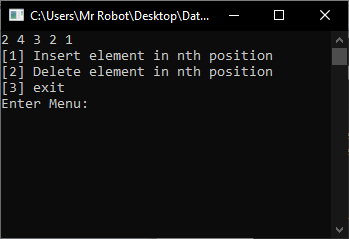 C:\Users\Mr Robot\Desktop\Dat...
2 4 3 2 1
[1] Insert element in nth position
[2] Delete element in nth position
[3] exit
Enter Menu: